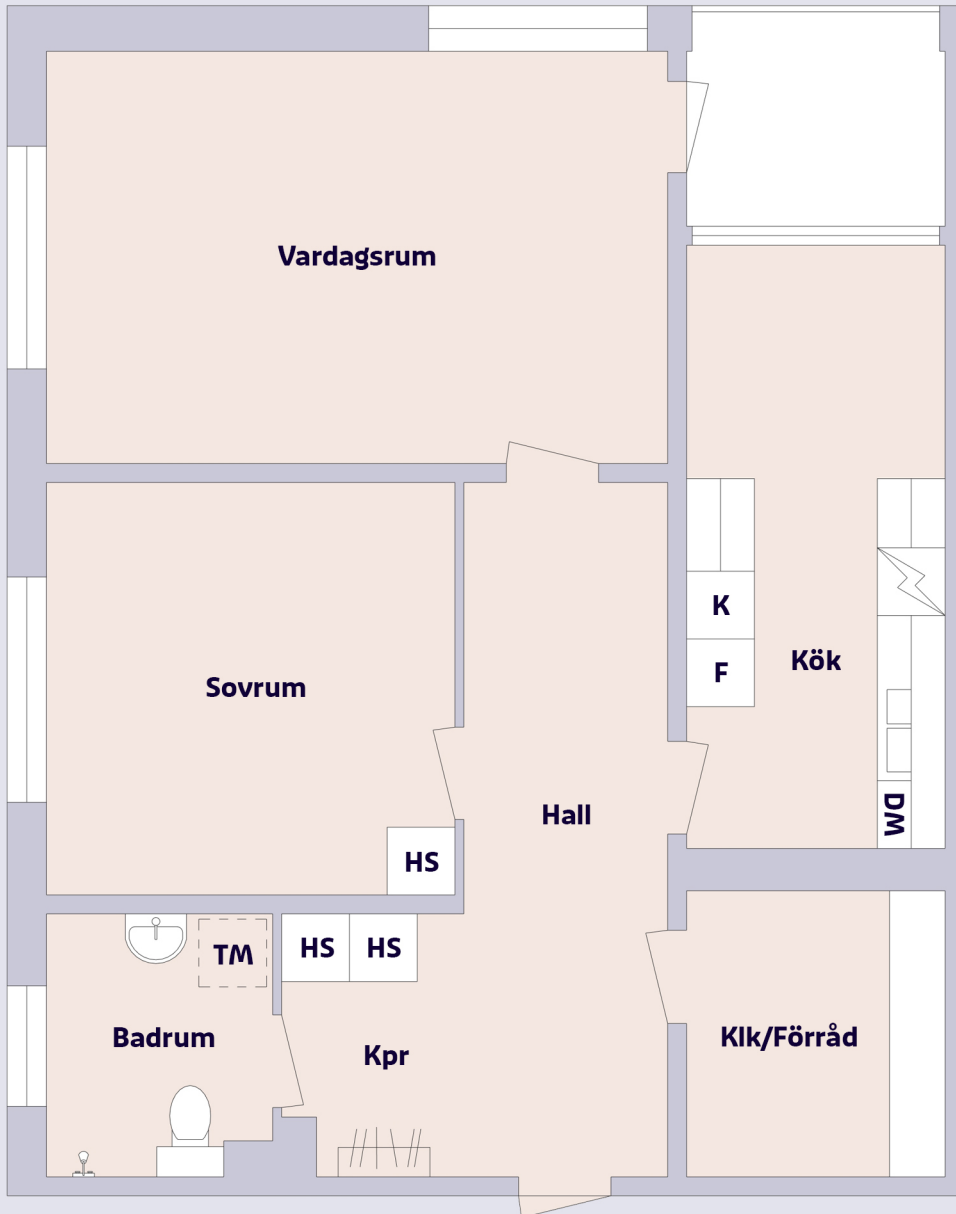 Vardagsrum
K
F
Kök
Sovrum
DM
Hall
HS
TM
HS
HS
Badrum
Kpr
Klk/Förråd